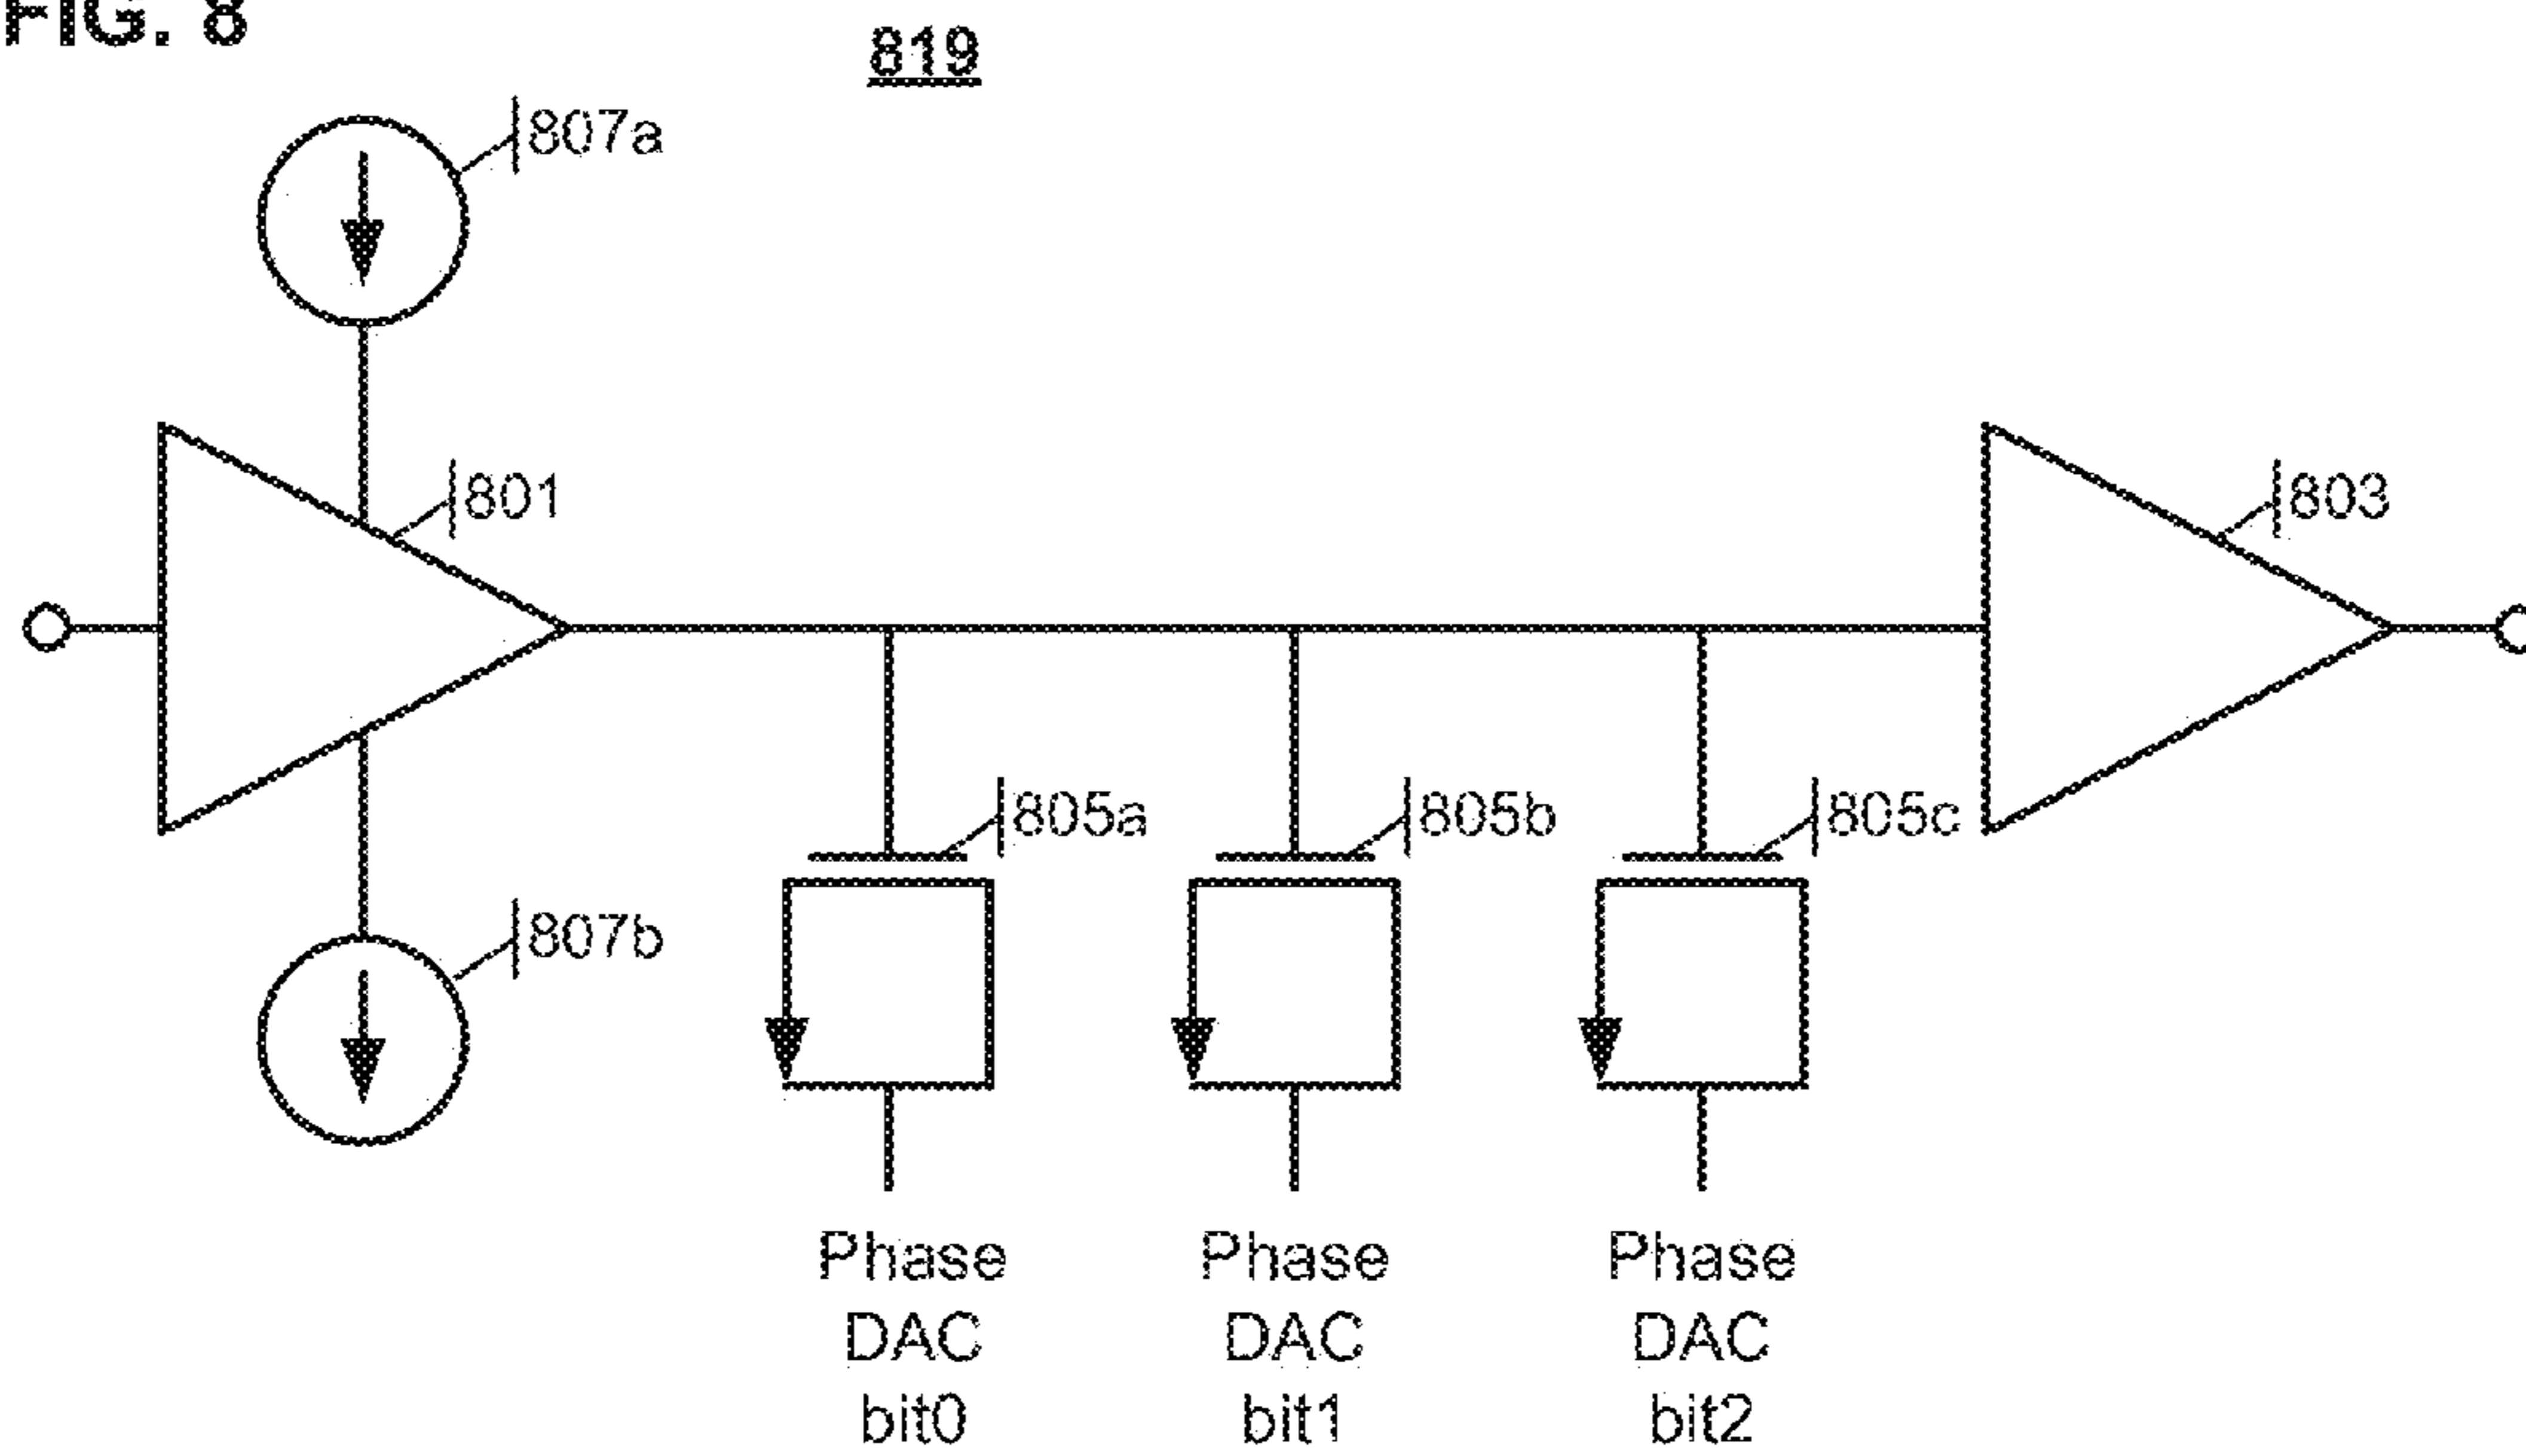 FIG. 8
819
807a
801
803
805a
805b
805c
807b
Phase DAC bit0
Phase DAC bit1
Phase DAC bit2